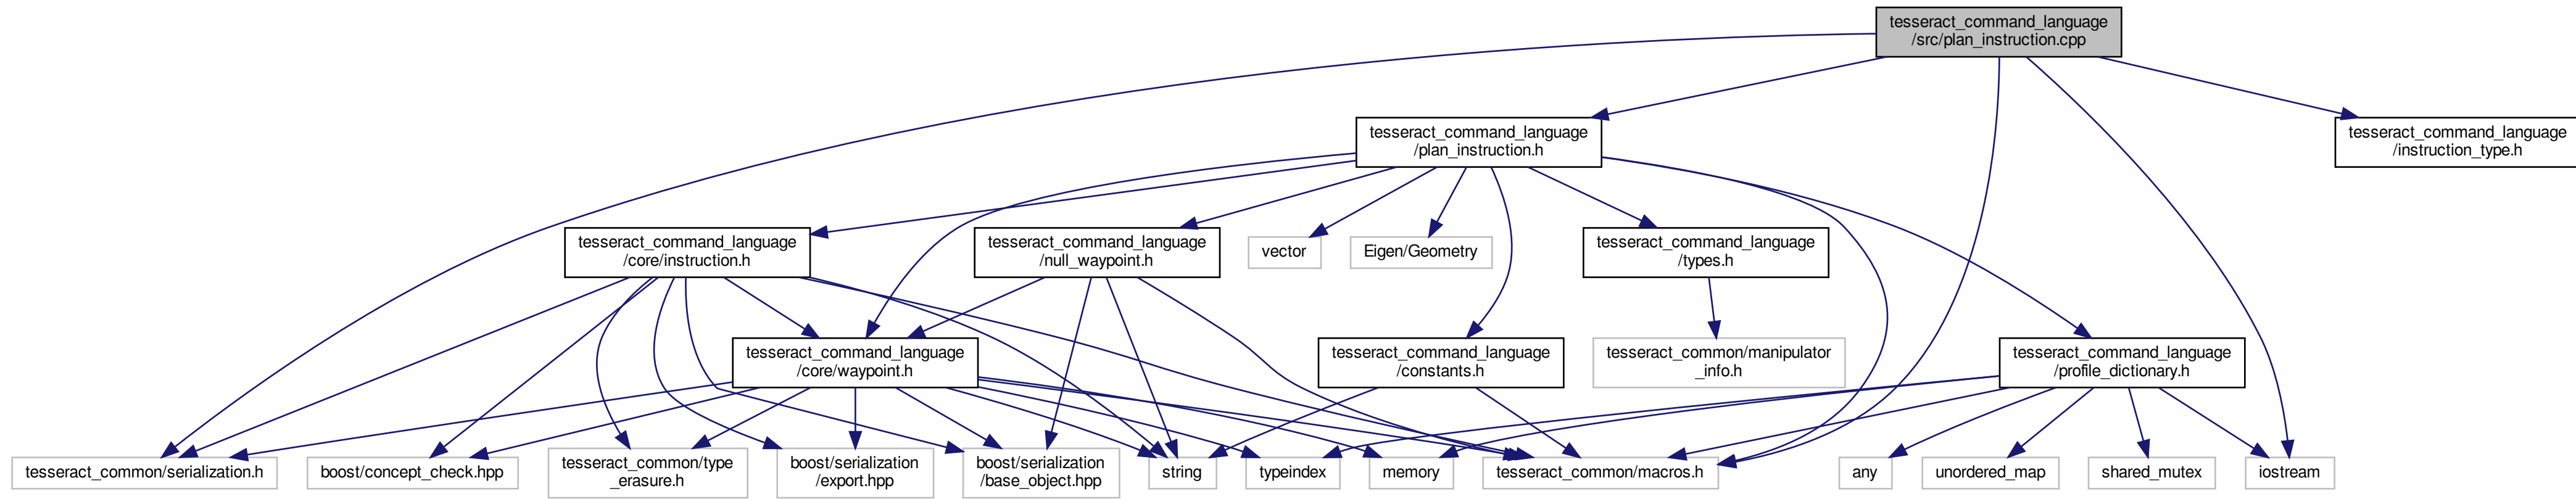 tesseract_command_language
/src/plan_instruction.cpp
tesseract_command_language
/plan_instruction.h
tesseract_command_language
/instruction_type.h
tesseract_command_language
/core/instruction.h
tesseract_command_language
/null_waypoint.h
vector
Eigen/Geometry
tesseract_command_language
/types.h
tesseract_command_language
/core/waypoint.h
tesseract_command_language
/constants.h
tesseract_common/manipulator
_info.h
tesseract_command_language
/profile_dictionary.h
tesseract_common/serialization.h
boost/concept_check.hpp
tesseract_common/type
_erasure.h
boost/serialization
/export.hpp
boost/serialization
/base_object.hpp
string
typeindex
memory
tesseract_common/macros.h
any
unordered_map
shared_mutex
iostream